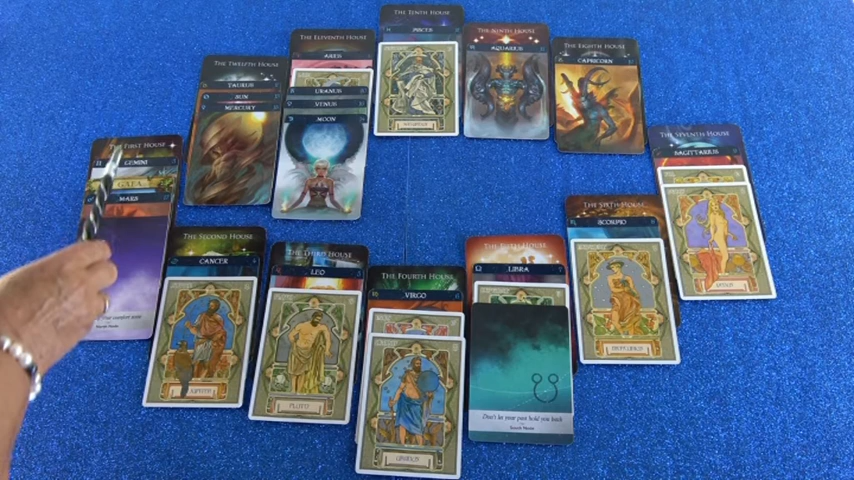 THE TENTH HOUSE
PISCES
THE ELEVENTH HOUSE
ARIES
URANUS
VENUS
MOON
THE NINTH HOUSE
AQUARIUS
THE EIGHTH HOUSE
CAPRICORN
THE TWELFTH HOUSE
TAURUS
SUN
MERCURY
THE FIRST HOUSE
GEMINI
GAEA
MARS
South Node
THE SEVENTH HOUSE
SAGITTARIUS
THE SECOND HOUSE
CANCER
THE THIRD HOUSE
LEO
PLUTO
THE FOURTH HOUSE
VIRGO
URANUS
THE FIFTH HOUSE
LIBRA
Don't let your past hold you back
South Node
THE SIXTH HOUSE
SCORPIO